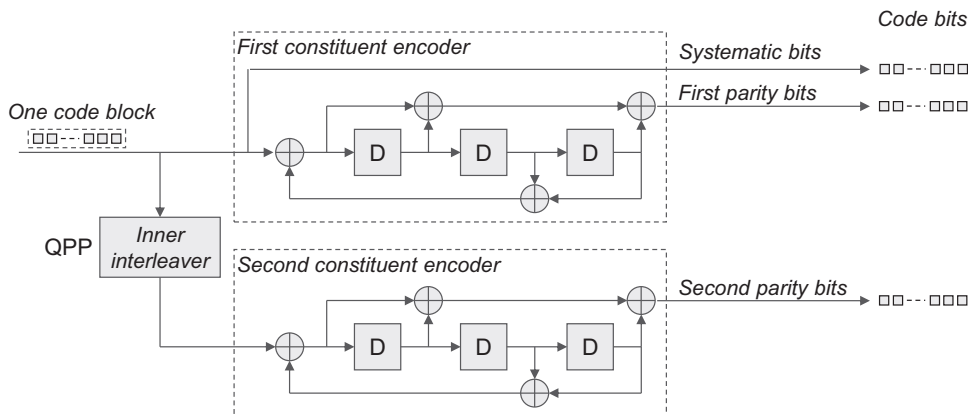 Code bits
First constituent encoder
Systematic bits
First parity bits
One code block
D
D
D
QPP
Inner
interleaver
Second constituent encoder
Second parity bits
D
D
D